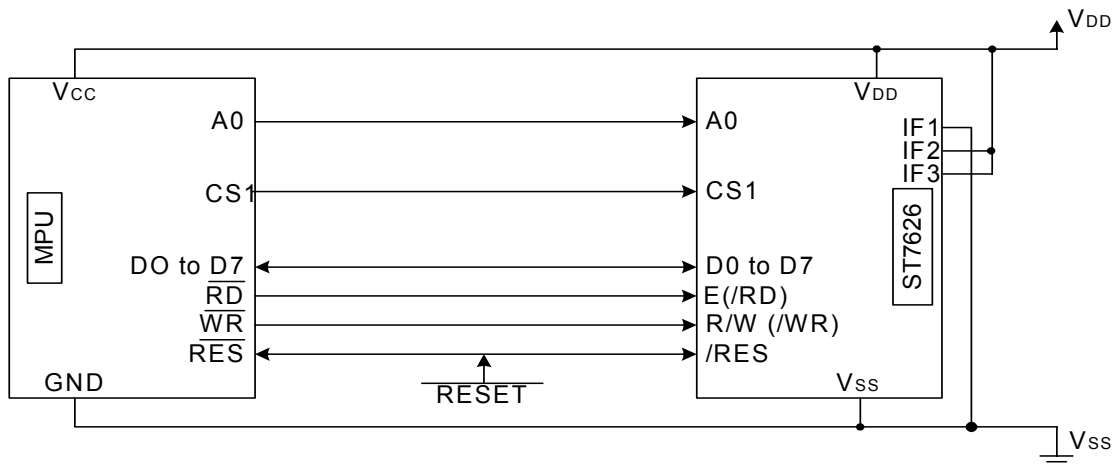 VDD
VCC
VDD
A0
A0
IF1
IF2
IF3
CS1
CS1
MPU
ST7626
DO to D7
D0 to D7
RD
E(/RD)
WR
R/W (/WR)
RES
/RES
GND
RESET
VSS
VSS